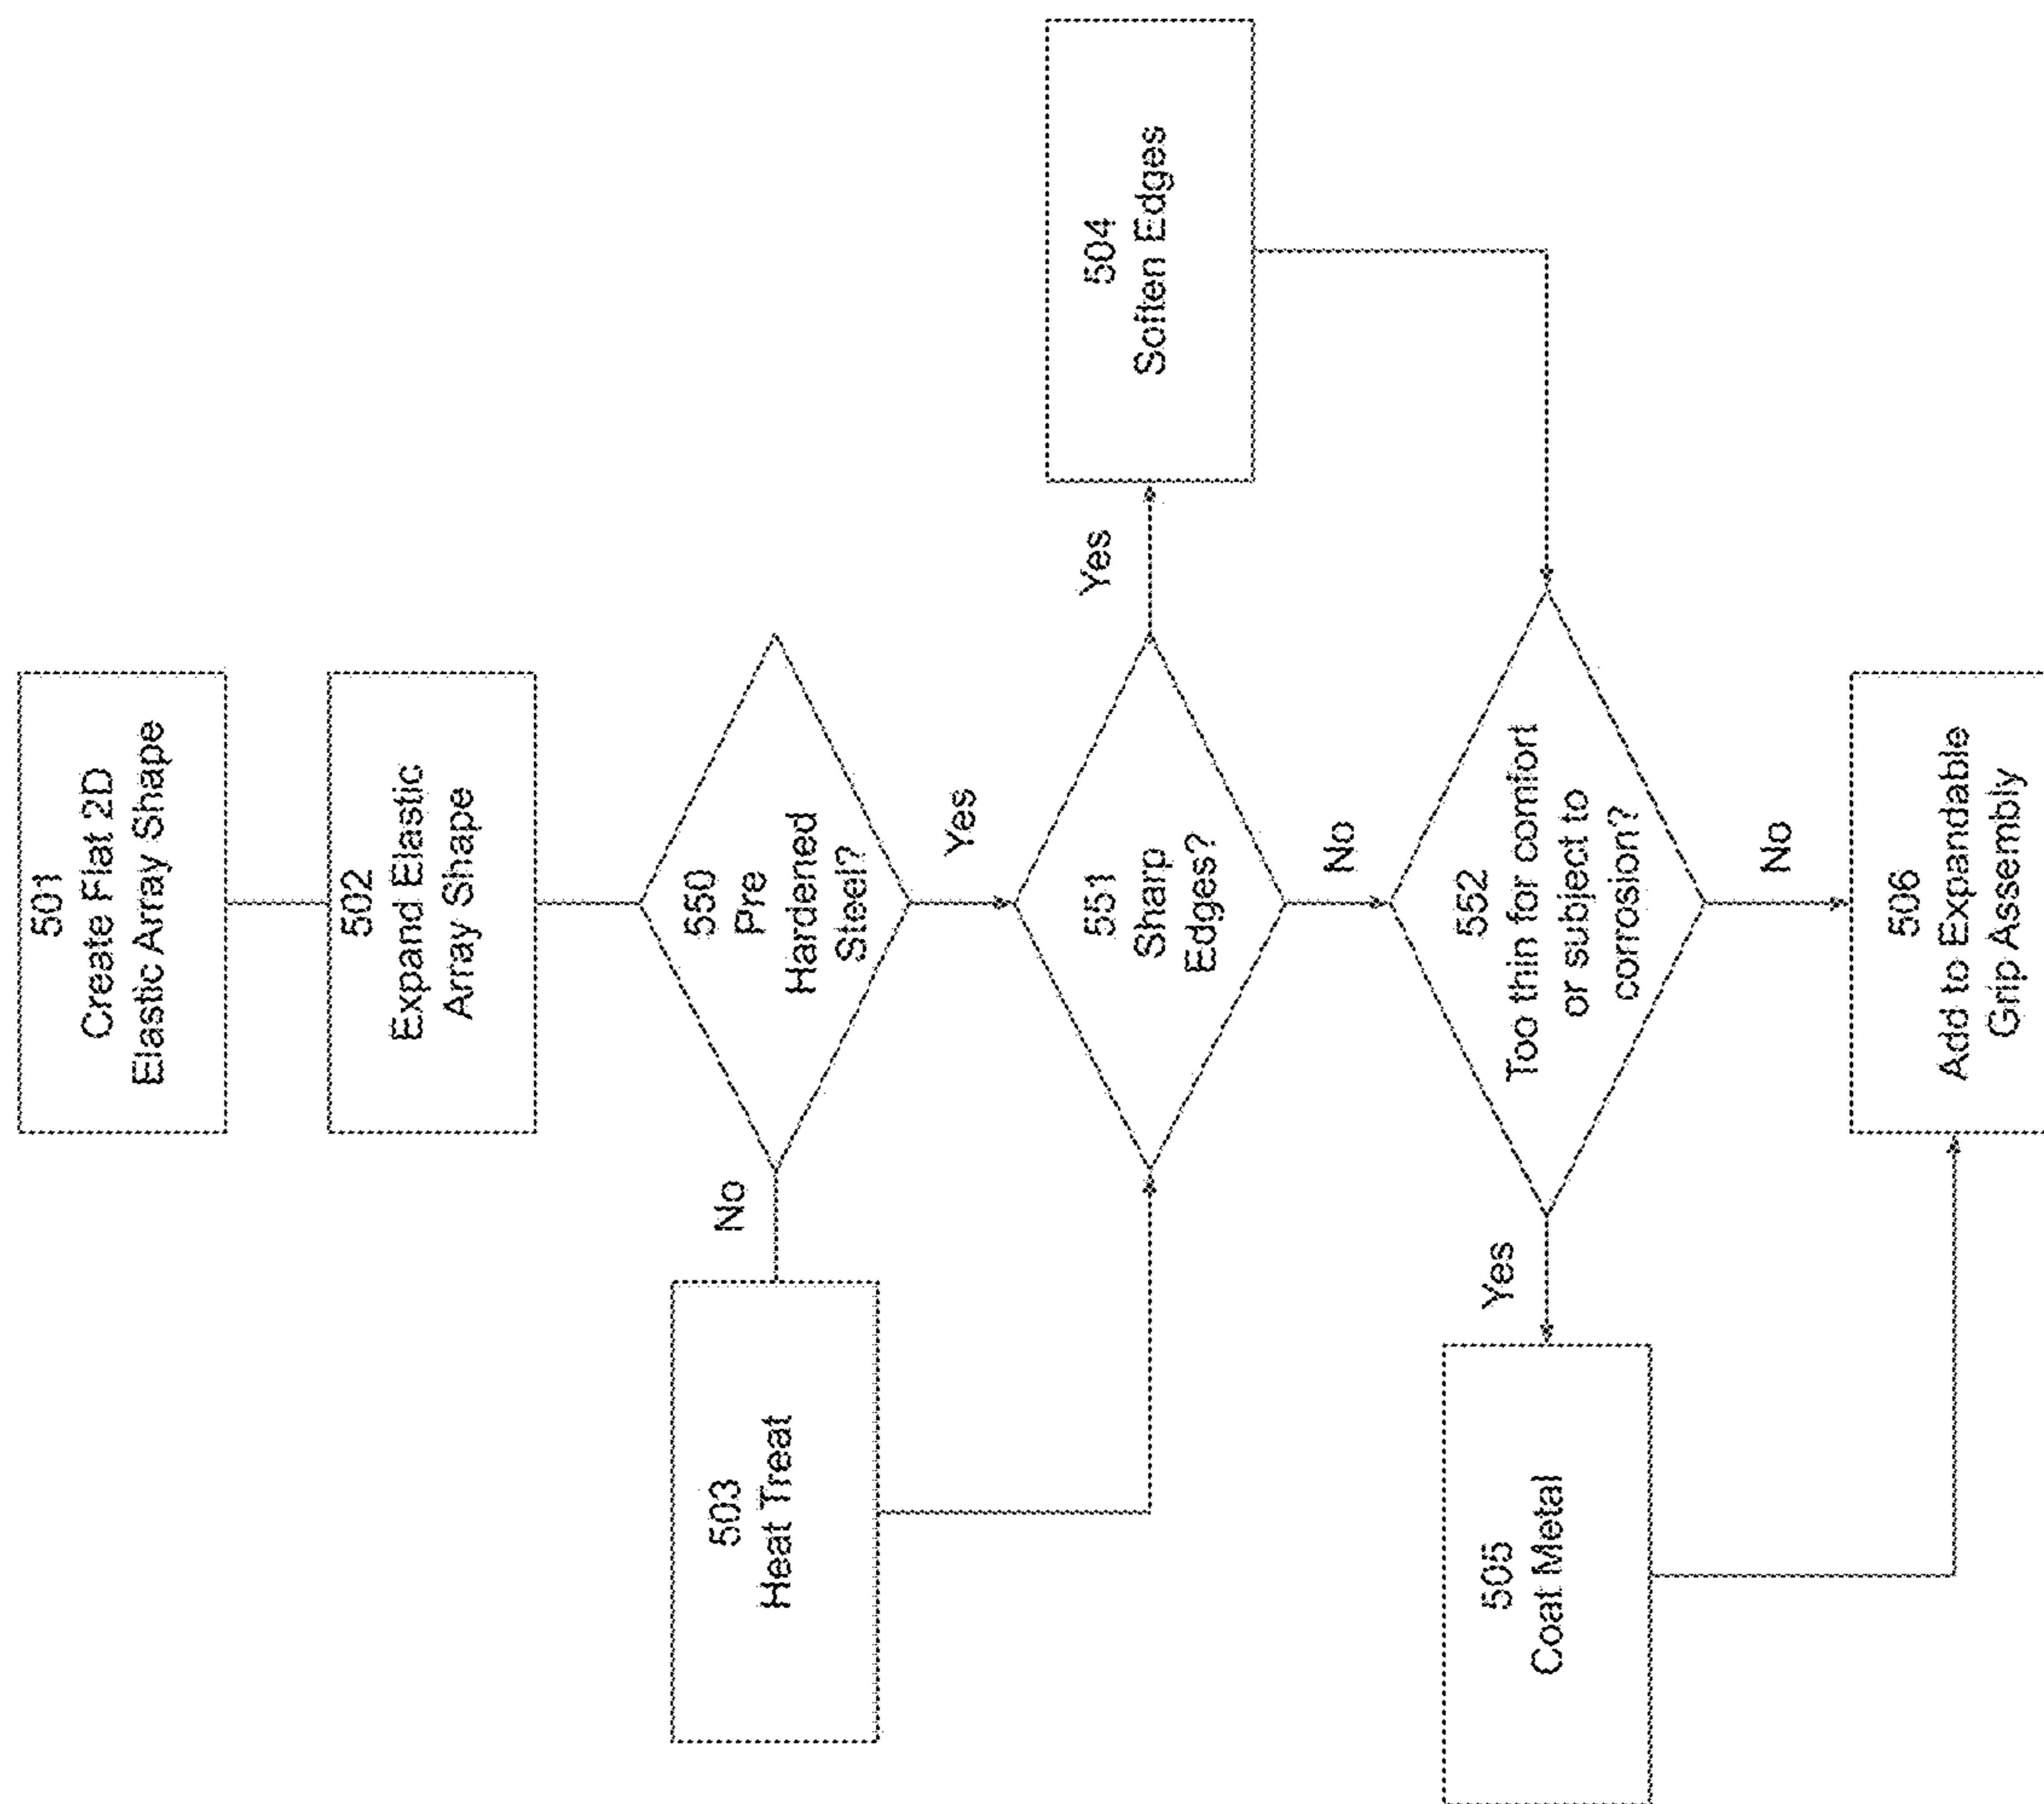 501
Create Flat 2D
Elastic Array Shape
502
Expand Elastic
Array Shape
550
Pre
Hardened
Steel?
No
Yes
503
Heat Treat
551
Sharp
Edges?
Yes
No
504
Soften Edges
552
Too thin for comfort
or subject to
corrosion?
Yes
No
505
Coat Metal
506
Add to Expandable
Grip Assembly